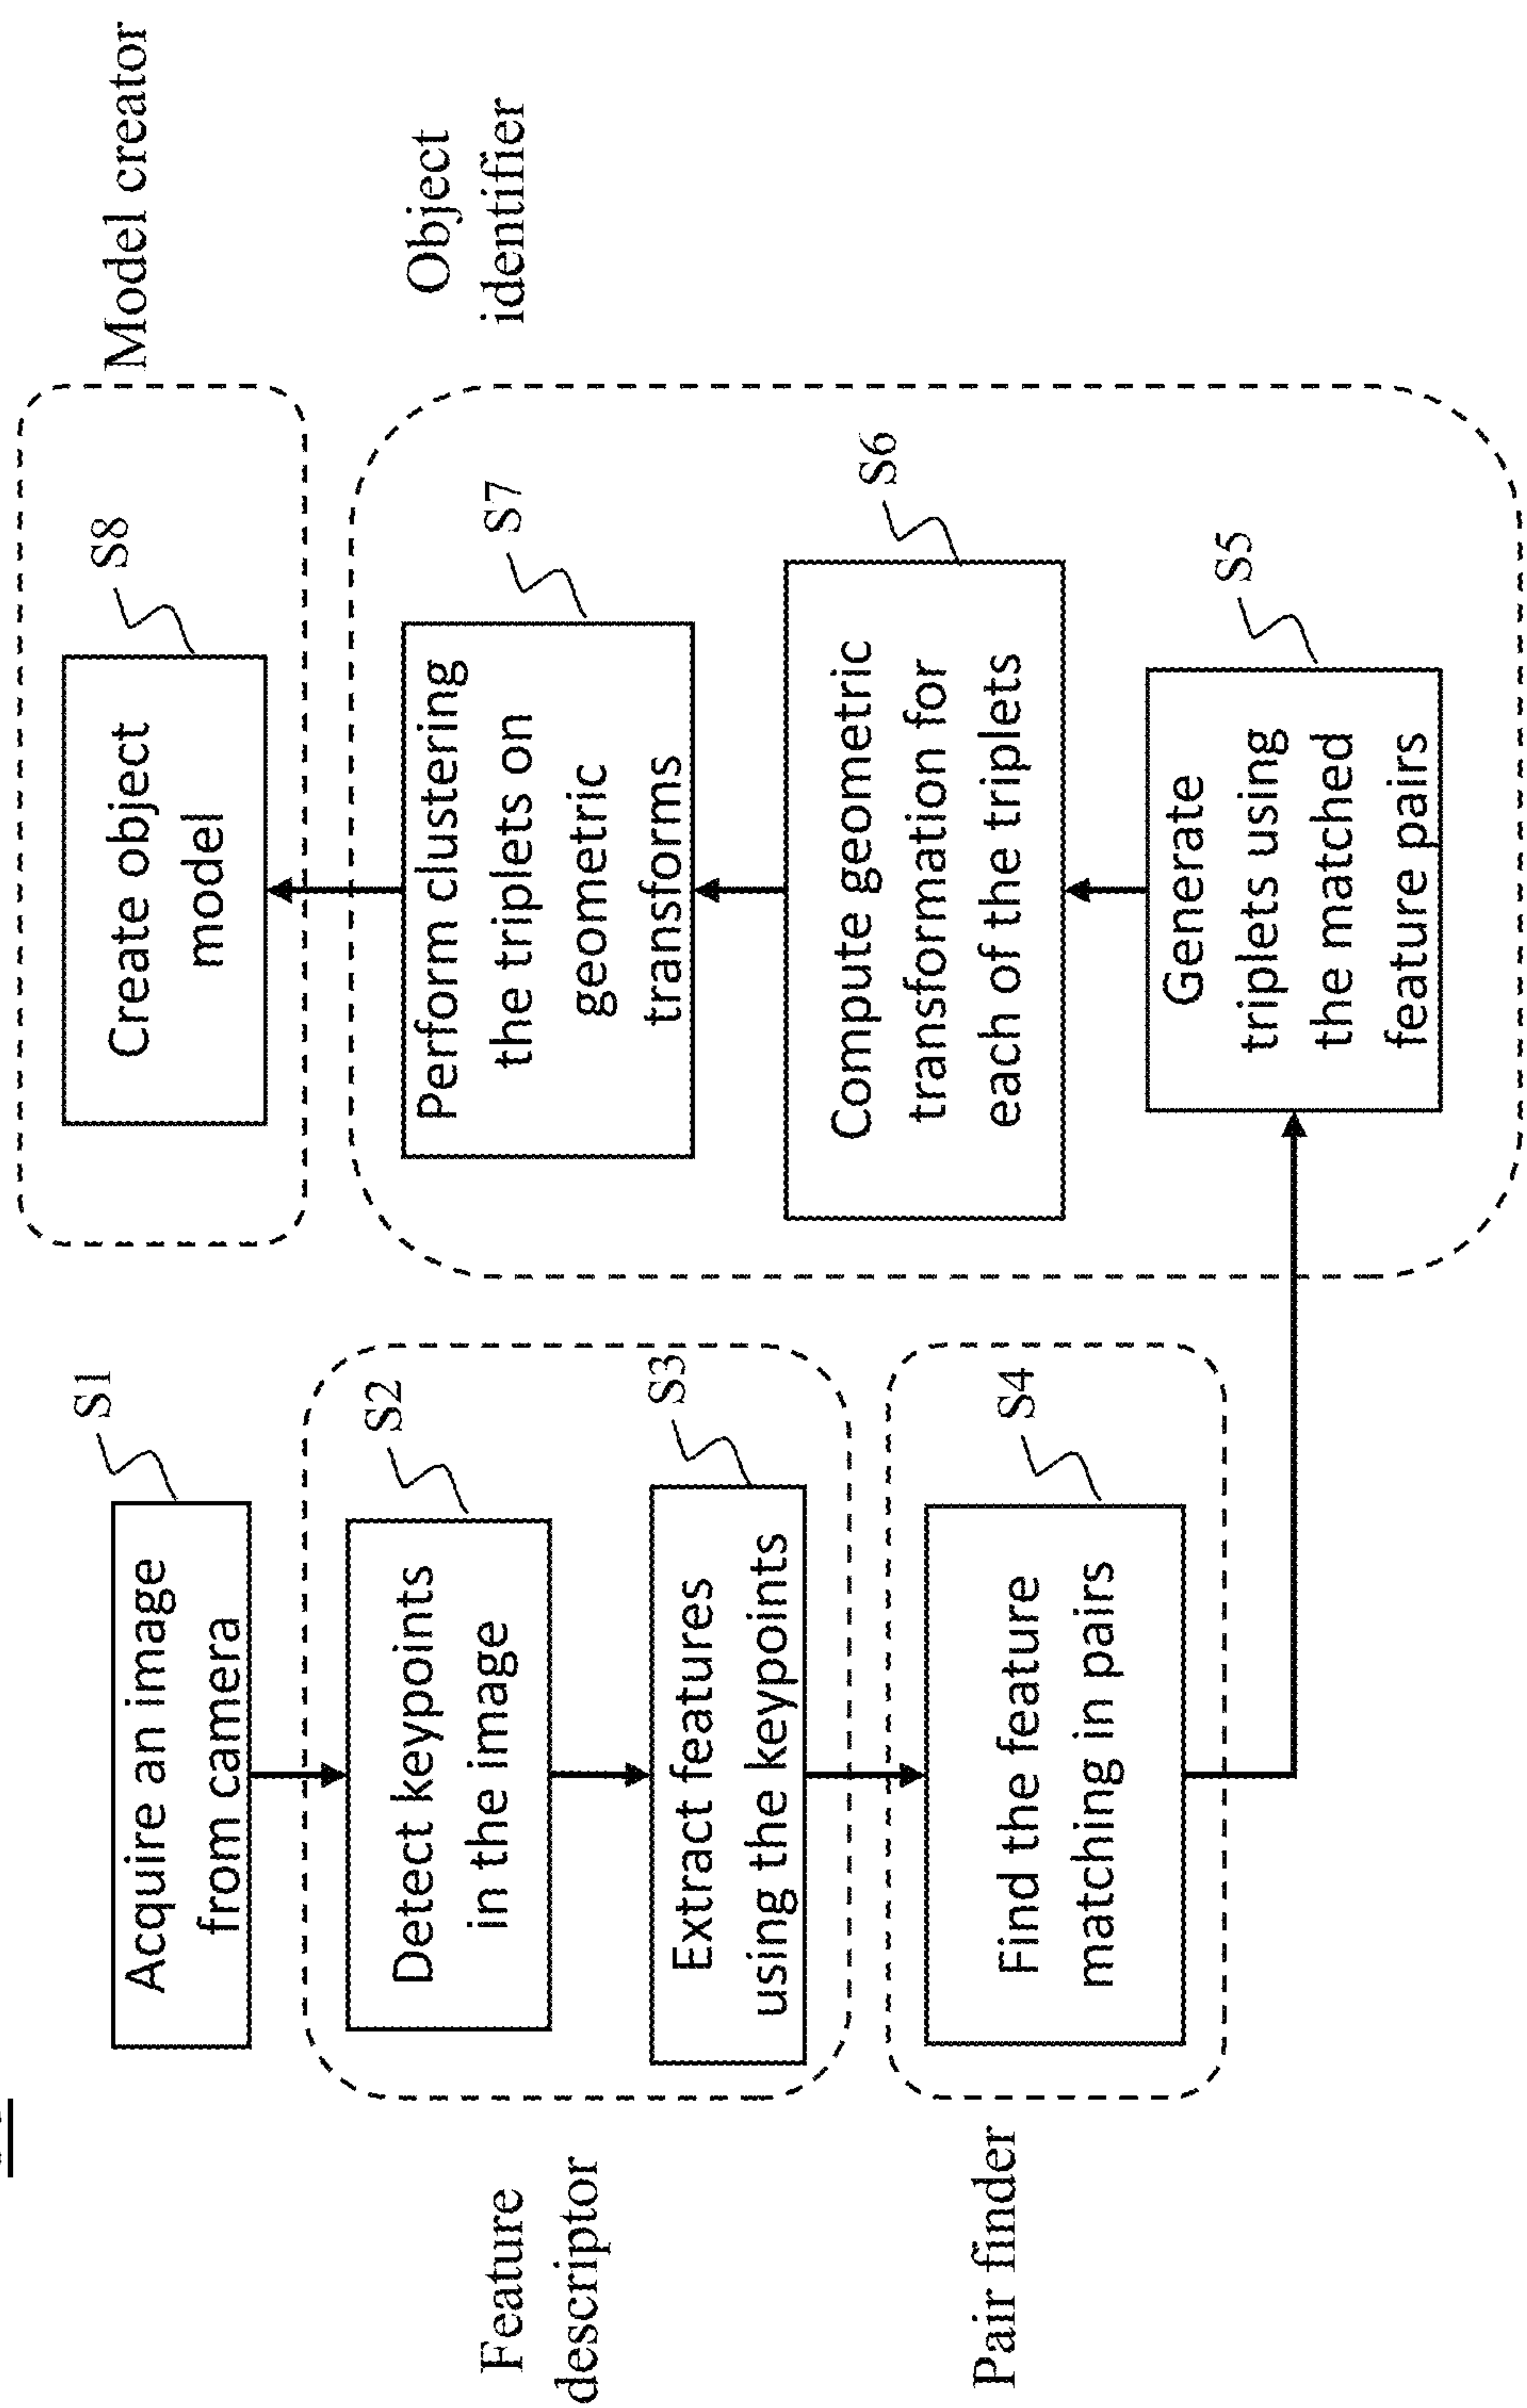 S1
Acquire an image
from camera
Feature
descriptor
S2
Detect keypoints
in the image
S3
Extract features
using the keypoints
Pair finder
S4
Find the feature
matching in pairs
Model creator
S8
Create object
model
Object
identifier
S7
Perform clustering
the triplets on
geometric
transforms
S6
Compute geometric
transformation for
each of the triplets
S5
Generate
triplets using
the matched
feature pairs